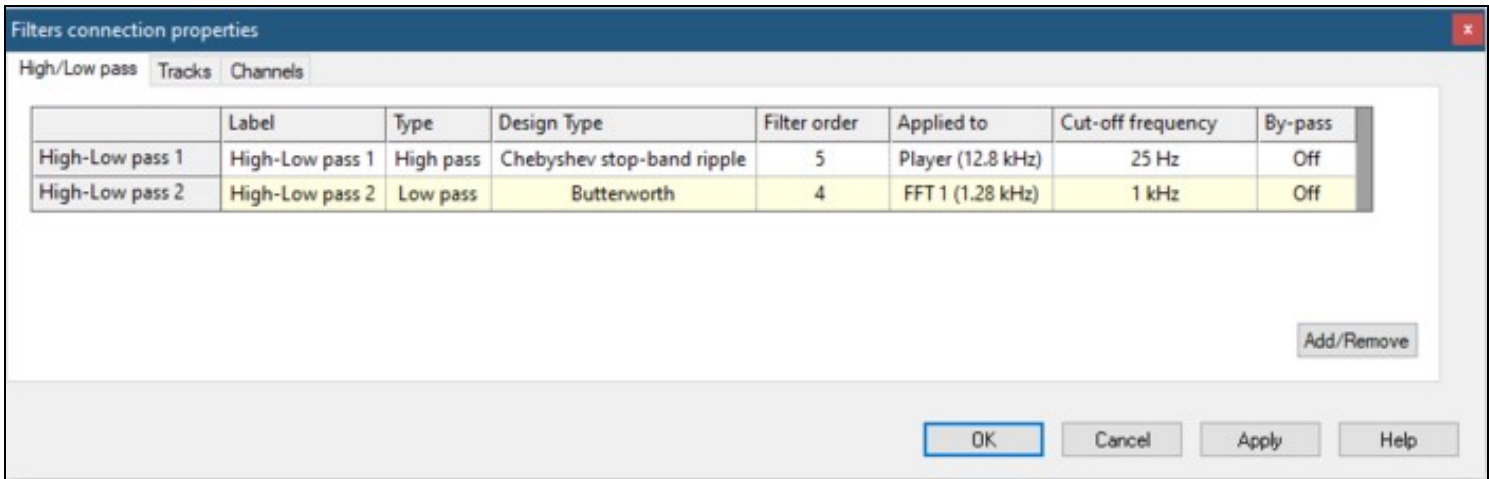 Filters connection properties
x
High/Low pass Tracks Channels
Label Type Design Type Filter order Applied to Cut-off frequency By-pass
High-Low pass 1 High-Low pass 1 High pass Chebyshev stop-band ripple 5 Player (12.8 kHz) 25 Hz Off
High-Low pass 2 High-Low pass 2 Low pass Butterworth 4 FFT 1 (1.28 kHz) 1 kHz Off
Add/Remove
OK Cancel Apply Help